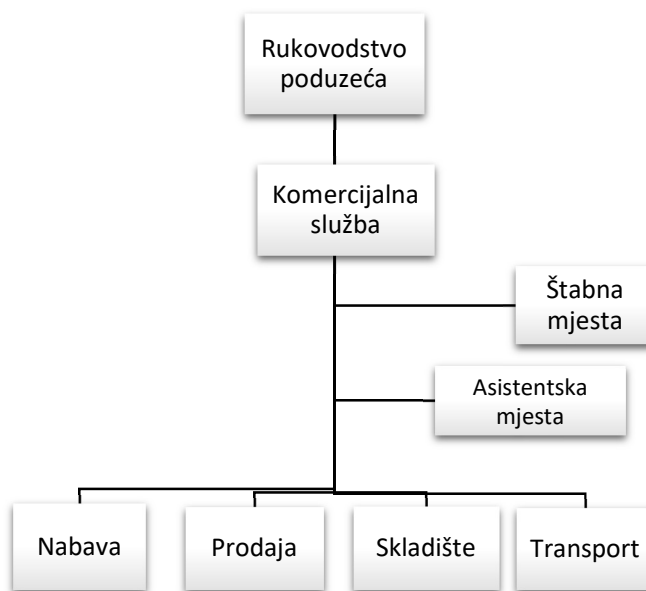 Rukovodstvo
poduzeća
Komercijalna
služba
Štabna
mjesta
Asistentska
mjesta
Nabava
Prodaja
Skladište
Transport